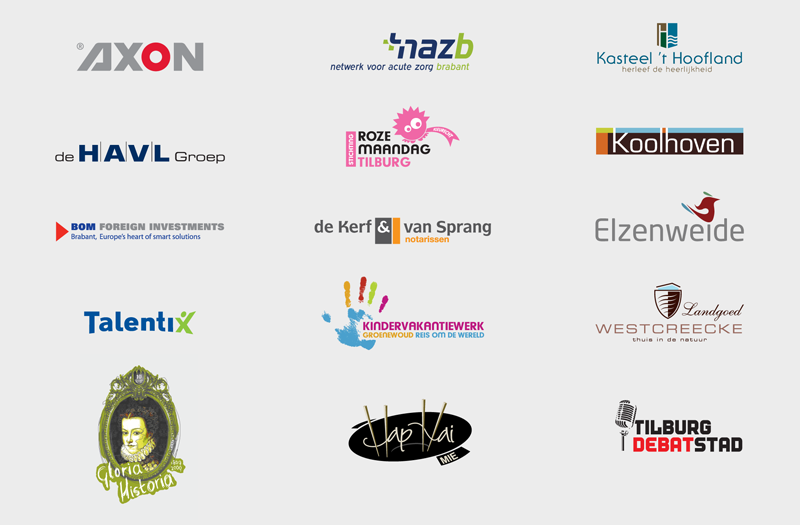 ® AXON
nazb
netwerk voor acute zorg brabant
Kasteel 't Hoofland
herleef de heerlijkheid
de H|A|V|L Groep
STICHTING
ROZE
MAANDAG
TILBURG
Koolhoven
BOM FOREIGN INVESTMENTS
Brabant, Europe's heart of smart solutions
de Kerf & van Sprang
notarissen
Elzenweide
Talentix
KINDERVAKANTIEWERK
GROENEWOUD REIS OM DE WERELD
Landgoed
WESTCREECKE
thuis in de natuur
Gloria
Historia
Hap Hai
MIE
TILBURG
DEBATSTAD